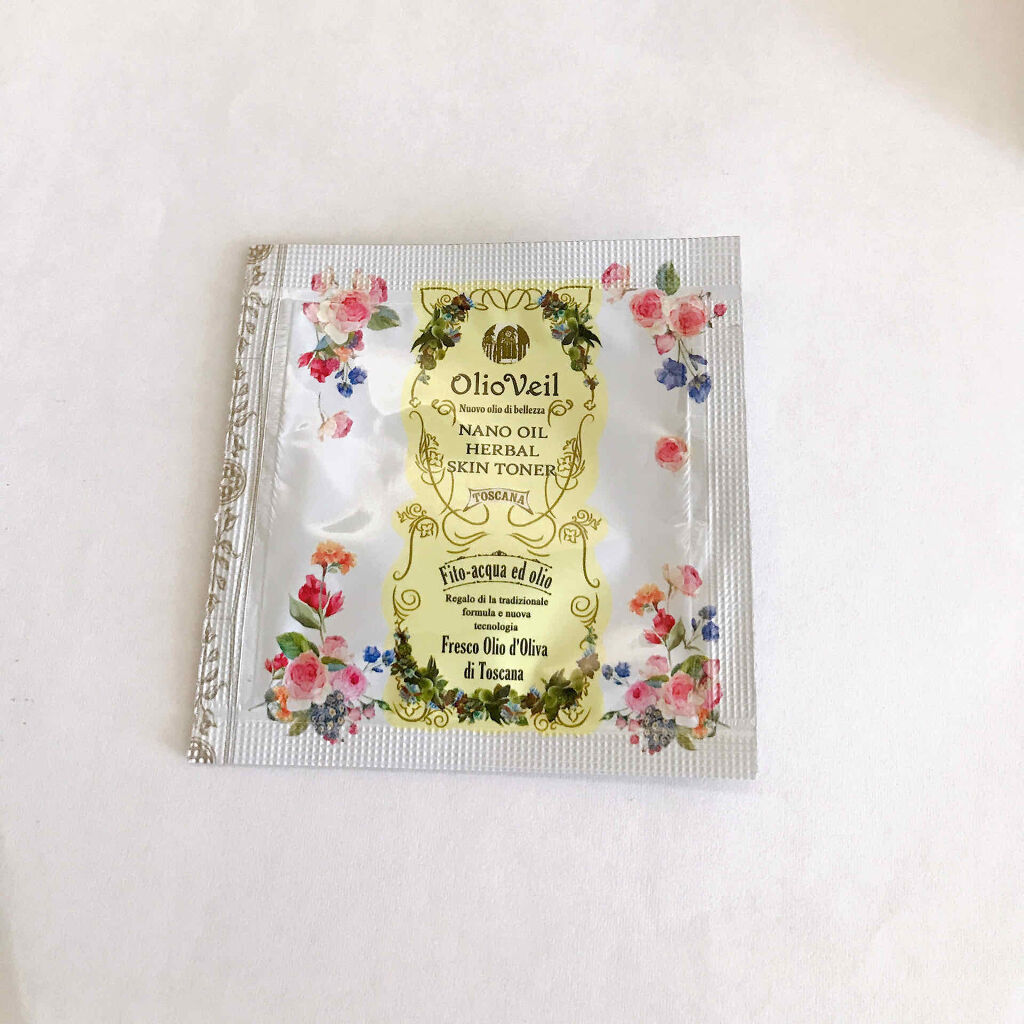 OlioVeil
Nuovo olio di bellezza
NANO OIL
HERBAL
SKIN TONER
TOSCANA
Fito-acqua ed olio
Regalo di la tradizionale
formula e nuova
tecnologia
Fresco Olio d'Oliva
di Toscana